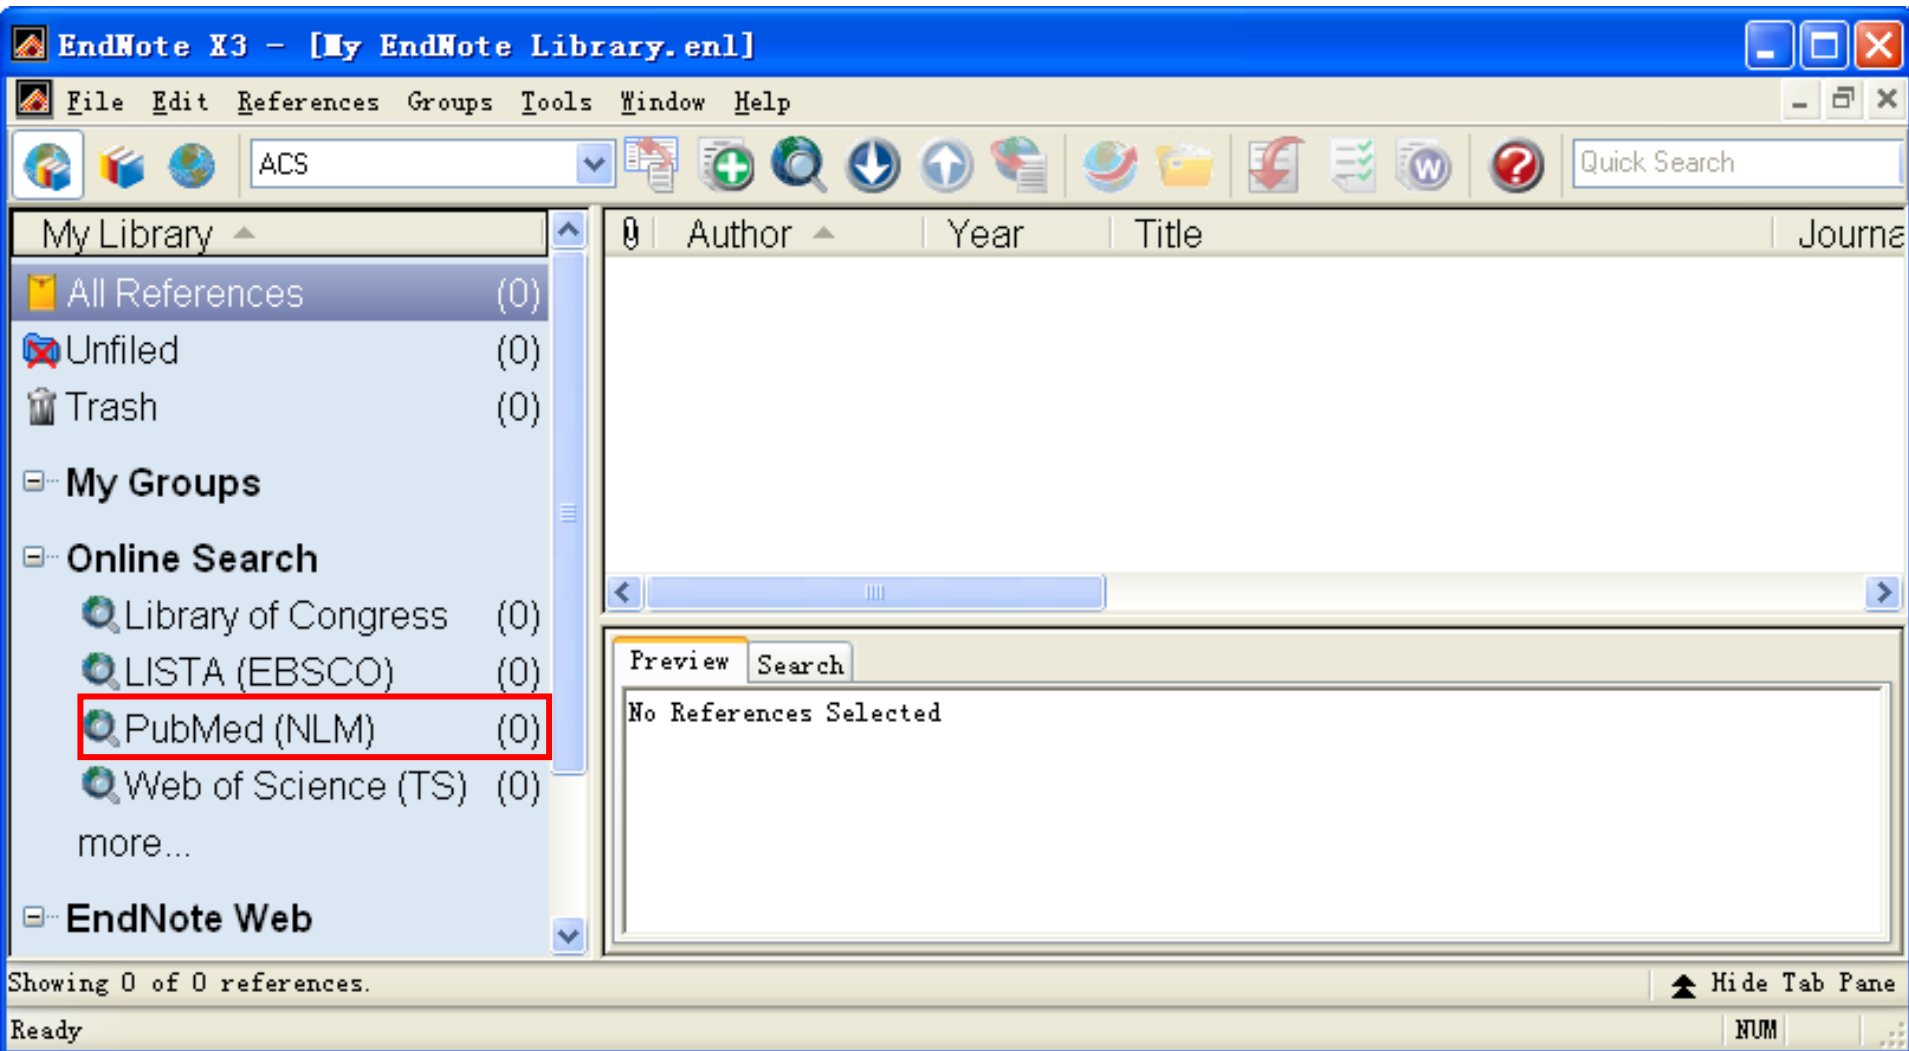 EndNote X3 - [My EndNote Library.enl]
File Edit References Groups Tools Window Help
ACS
Quick Search
My Library
All References (0)
Unfiled (0)
Trash (0)
My Groups
Online Search
Library of Congress (0)
LISTA (EBSCO) (0)
PubMed (NLM) (0)
Web of Science (TS) (0)
more...
EndNote Web
Author Year Title Journa
Preview Search
No References Selected
Showing 0 of 0 references.
Hide Tab Pane
Ready
NUM